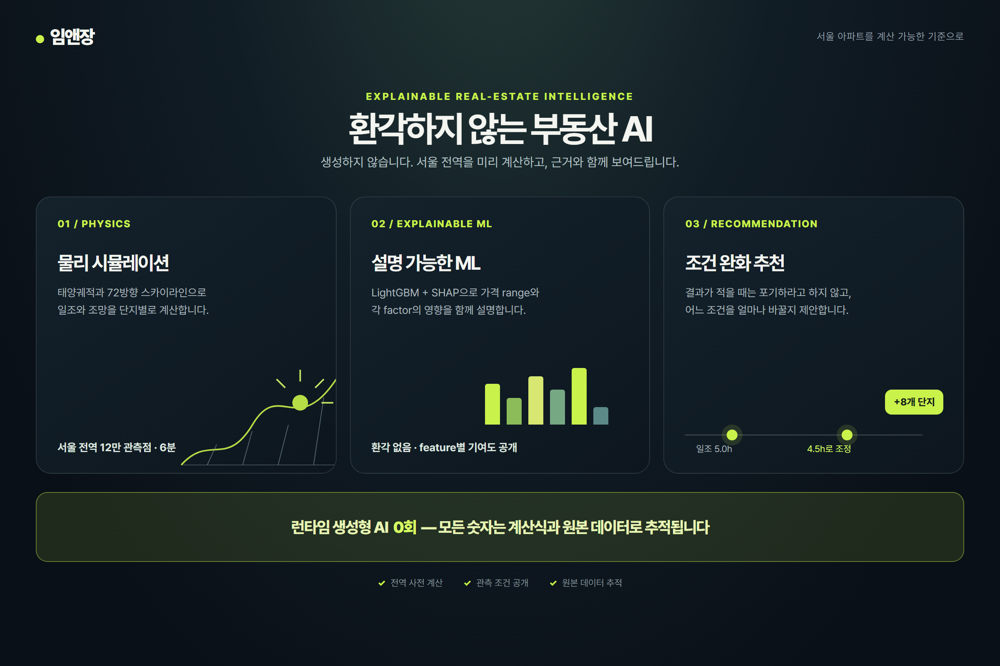 임앤장
서울 아파트를 계산 가능한 기준으로
EXPLAINABLE REAL-ESTATE INTELLIGENCE
환각하지 않는 부동산 AI
생성하지 않습니다. 서울 전역을 미리 계산하고, 근거와 함께 보여드립니다.
01 / PHYSICS
물리 시뮬레이션
태양궤적과 72방향 스카이라인으로
일조와 조망을 단지별로 계산합니다.
서울 전역 12만 관측점 · 6분
02 / EXPLAINABLE ML
설명 가능한 ML
LightGBM + SHAP으로 가격 range와
각 factor의 영향을 함께 설명합니다.
환각 없음 · feature별 기여도 공개
03 / RECOMMENDATION
조건 완화 추천
결과가 적을 때는 포기하라고 하지 않고,
어느 조건을 얼마나 바꿀지 제안합니다.
+8개 단지
일조 5.0h
4.5h로 조정
런타임 생성형 AI 0회 — 모든 숫자는 계산식과 원본 데이터로 추적됩니다
✓ 전역 사전 계산 ✓ 관측 조건 공개 ✓ 원본 데이터 추적